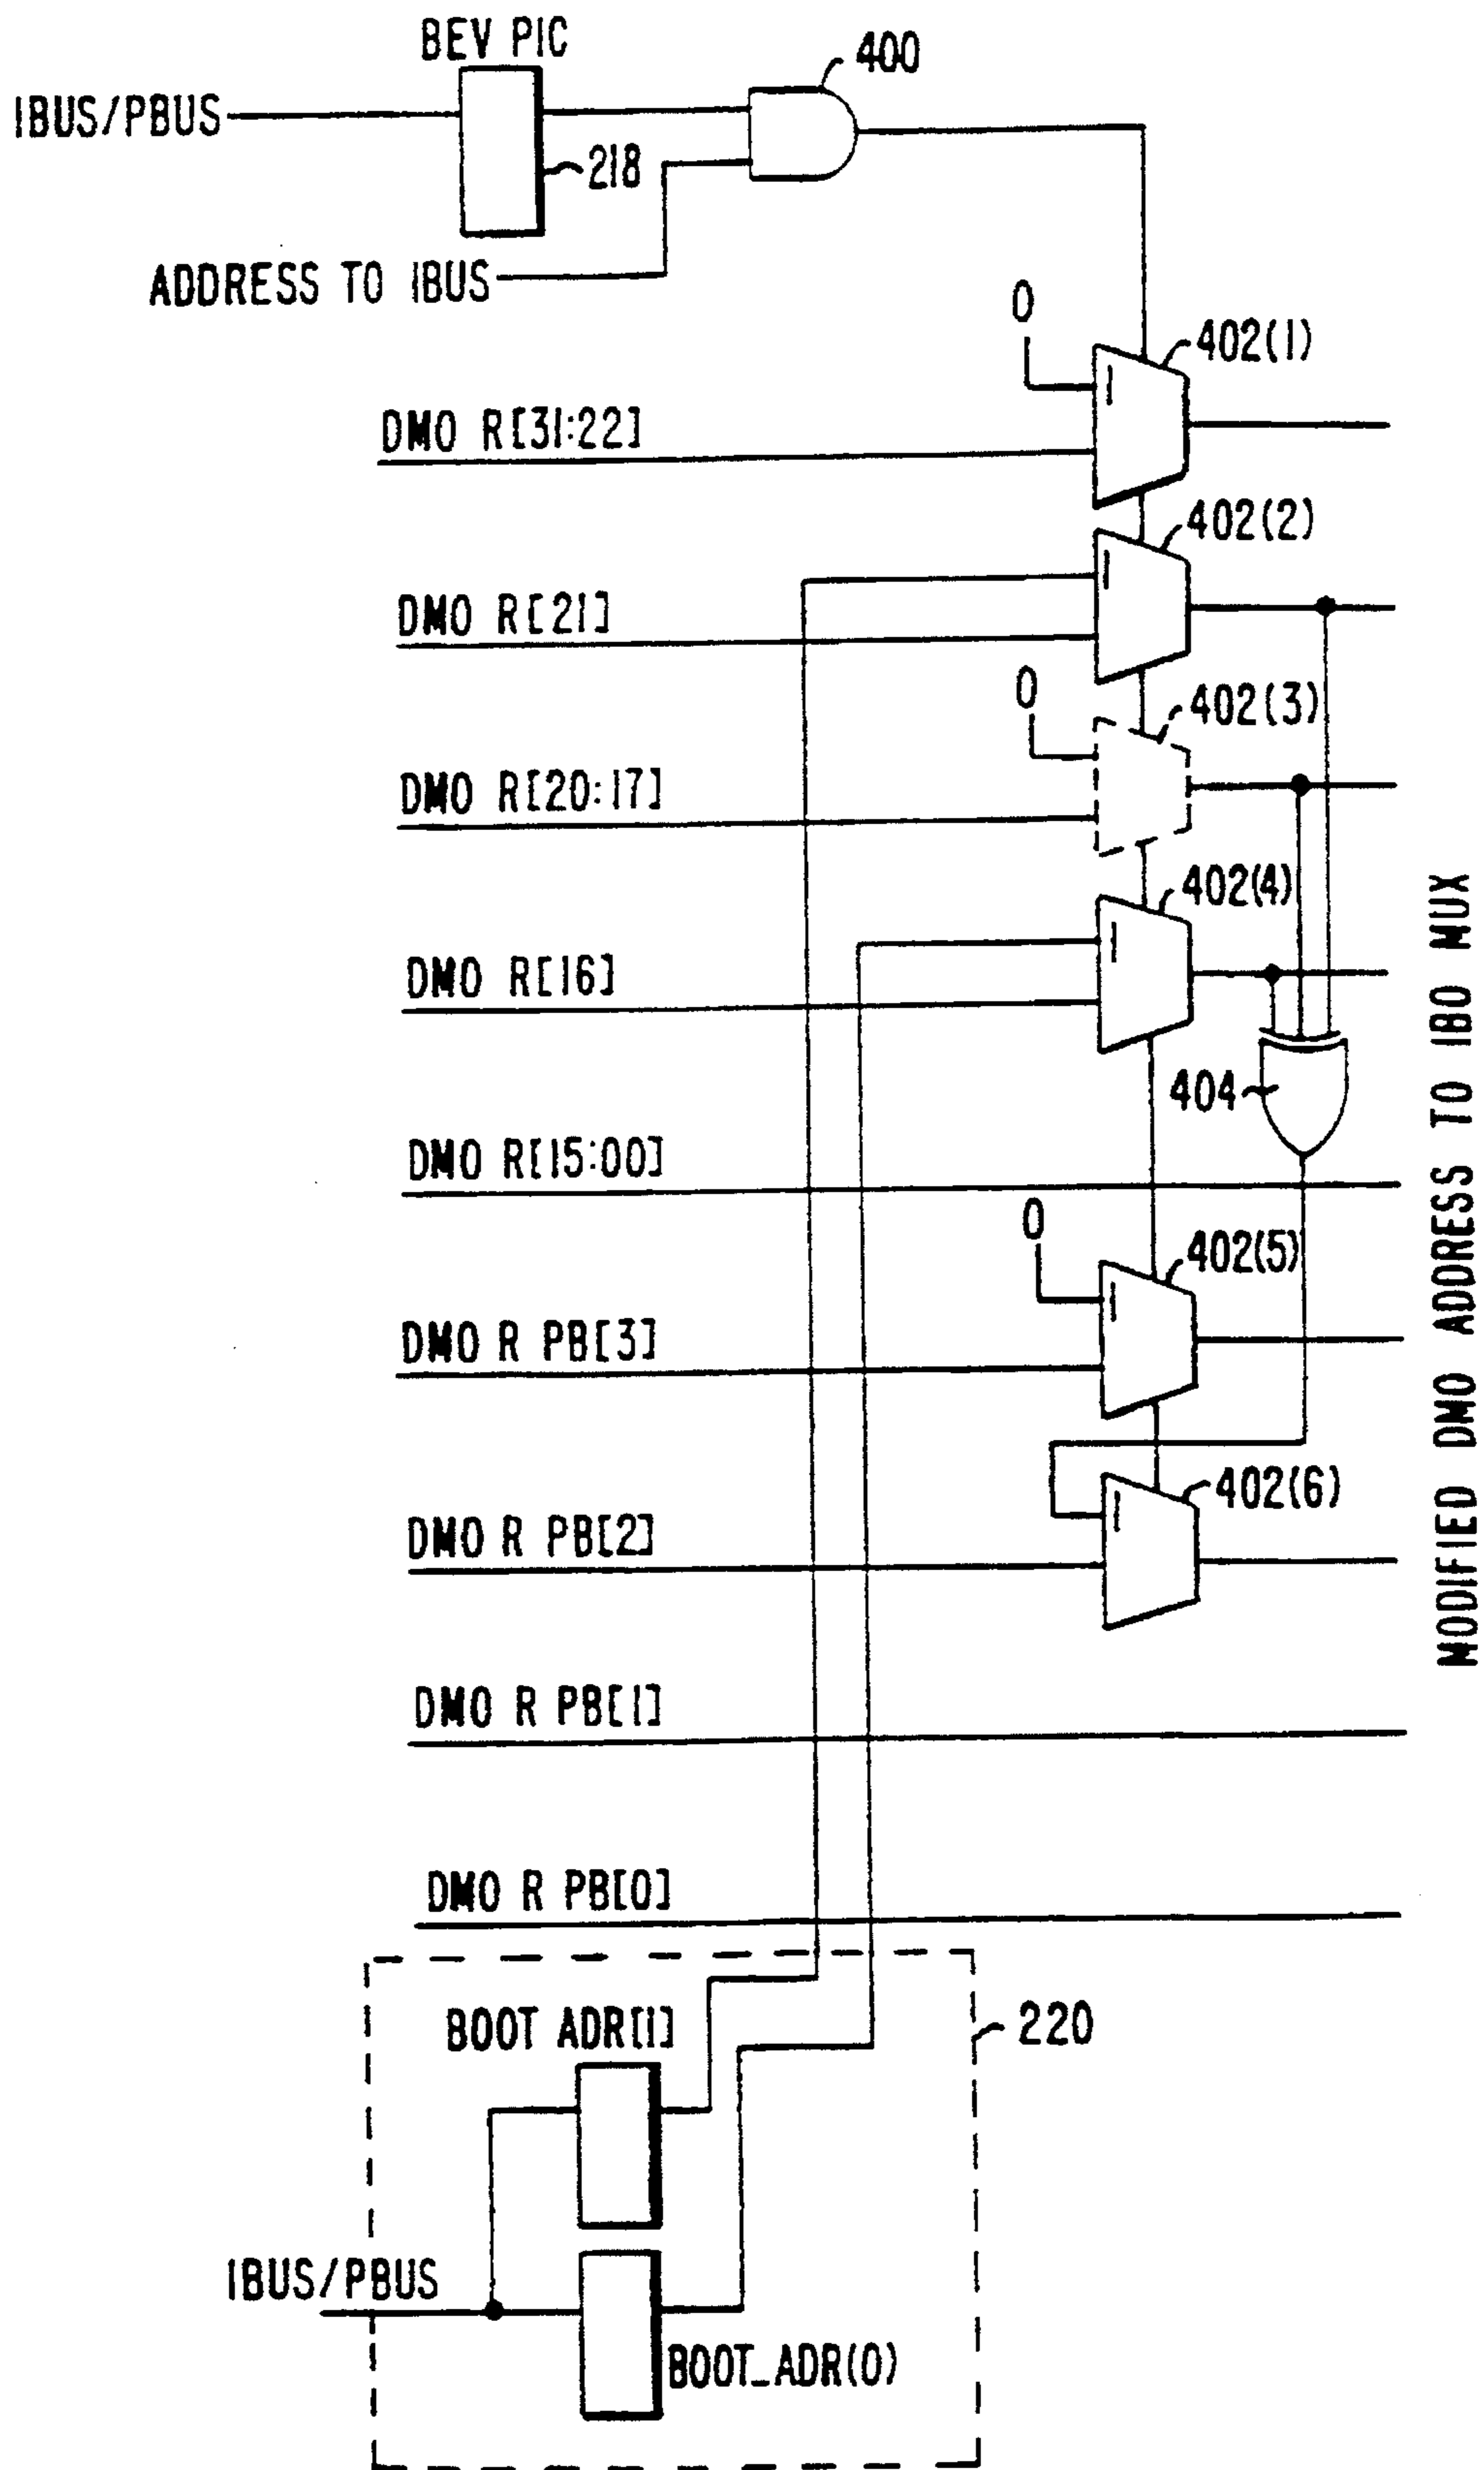 BEV PIC
400
IBUS/PBUS
218
ADDRESS TO IBUS
0
402(1)
1
DMO R[31:22]
402(2)
1
DMO R[21]
0
402(3)
DMO R[20:17]
402(4)
1
DMO R[16]
404
DMO R[15:00]
0
402(5)
1
DMO R PB[3]
402(6)
1
DMO R PB[2]
DMO R PB[1]
DMO R PB[0]
MODIFIED DMO ADDRESS TO IBO MUX
220
BOOT ADR[1]
IBUS/PBUS
BOOT_ADR(0)